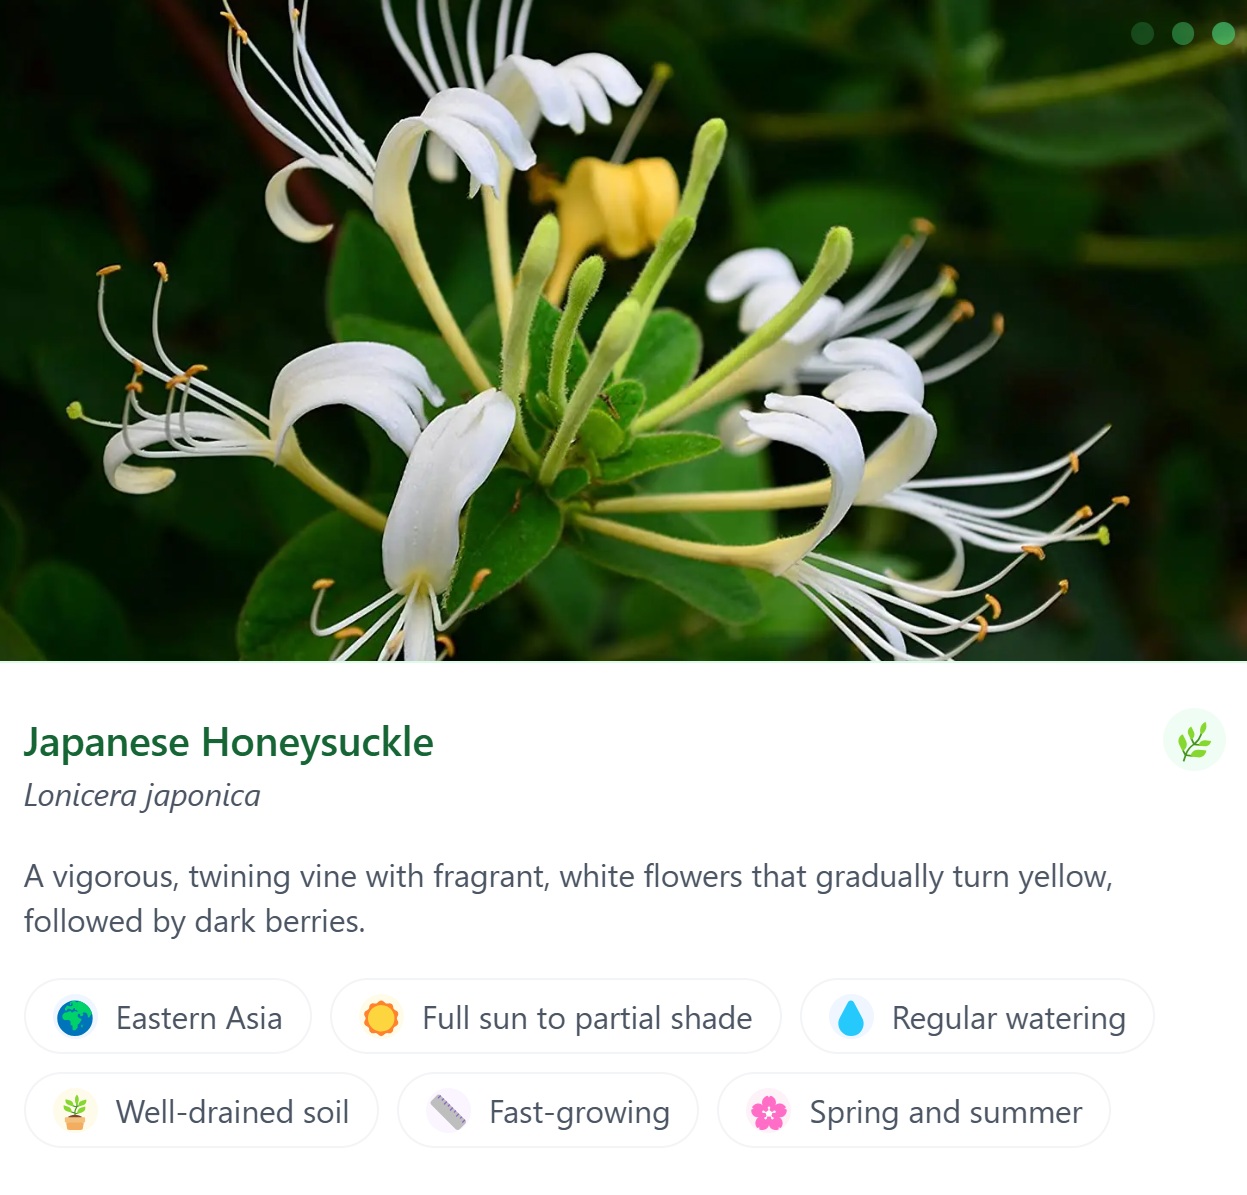 Japanese Honeysuckle
Lonicera japonica
A vigorous, twining vine with fragrant, white flowers that gradually turn yellow,
followed by dark berries.
Eastern Asia
Full sun to partial shade
Regular watering
Well-drained soil
Fast-growing
Spring and summer